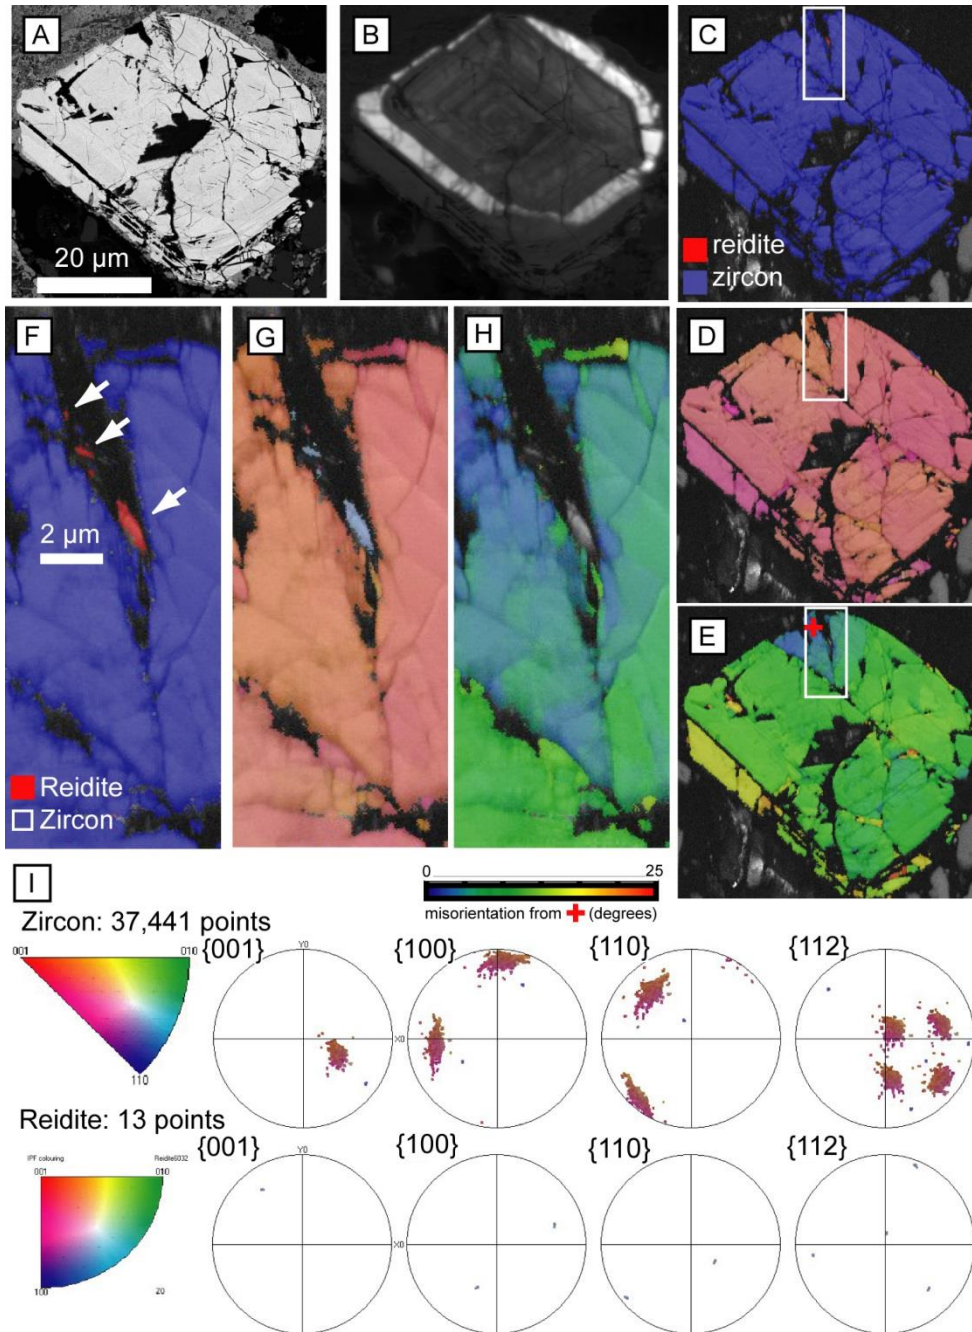 A
B
C
20 µm
reidite
zircon
F
G
H
D
2 µm
E
Reidite
Zircon
I
0 25
misorientation from + (degrees)
Zircon: 37,441 points
001 010
110
{001} {100} {110} {112}
Y0
X0
Reidite: 13 points
IPF colouring Reidite6032
001 010
100 20
{001} {100} {110} {112}
Y0
X0